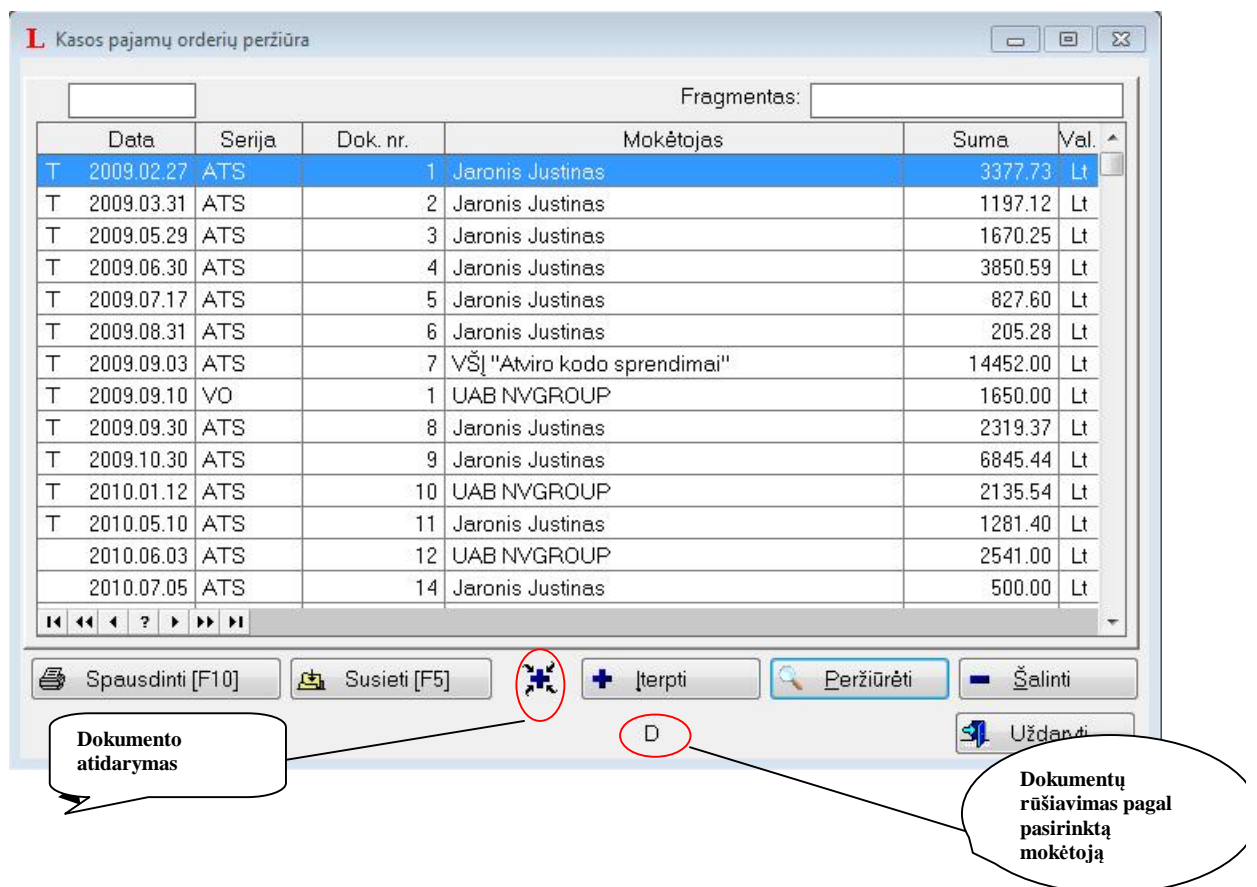 L Kasos pajamų orderių peržiūra
Fragmentas:
Data Serija Dok. nr. Mokėtojas Suma Val.
T 2009.02.27 ATS 1 Jaronis Justinas 3377.73 Lt
T 2009.03.31 ATS 2 Jaronis Justinas 1197.12 Lt
T 2009.05.29 ATS 3 Jaronis Justinas 1670.25 Lt
T 2009.06.30 ATS 4 Jaronis Justinas 3850.59 Lt
T 2009.07.17 ATS 5 Jaronis Justinas 827.60 Lt
T 2009.08.31 ATS 6 Jaronis Justinas 205.28 Lt
T 2009.09.03 ATS 7 VŠĮ "Atviro kodo sprendimai" 14452.00 Lt
T 2009.09.10 VO 1 UAB NVGROUP 1650.00 Lt
T 2009.09.30 ATS 8 Jaronis Justinas 2319.37 Lt
T 2009.10.30 ATS 9 Jaronis Justinas 6845.44 Lt
T 2010.01.12 ATS 10 UAB NVGROUP 2135.54 Lt
T 2010.05.10 ATS 11 Jaronis Justinas 1281.40 Lt
2010.06.03 ATS 12 UAB NVGROUP 2541.00 Lt
2010.07.05 ATS 14 Jaronis Justinas 500.00 Lt
?
Spausdinti [F10] Susieti [F5] Įterpti Peržiūrėti Šalinti
D Uždaryti
Dokumento
atidarymas
Dokumentų
rūšiavimas pagal
pasirinktą
mokėtoją